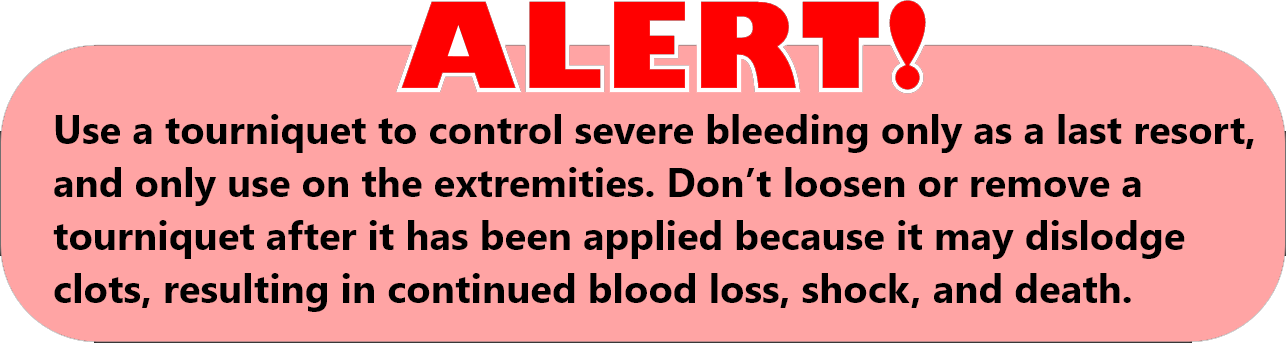 ALERT!
Use a tourniquet to control severe bleeding only as a last resort,
and only use on the extremities. Don’t loosen or remove a
tourniquet after it has been applied because it may dislodge
clots, resulting in continued blood loss, shock, and death.